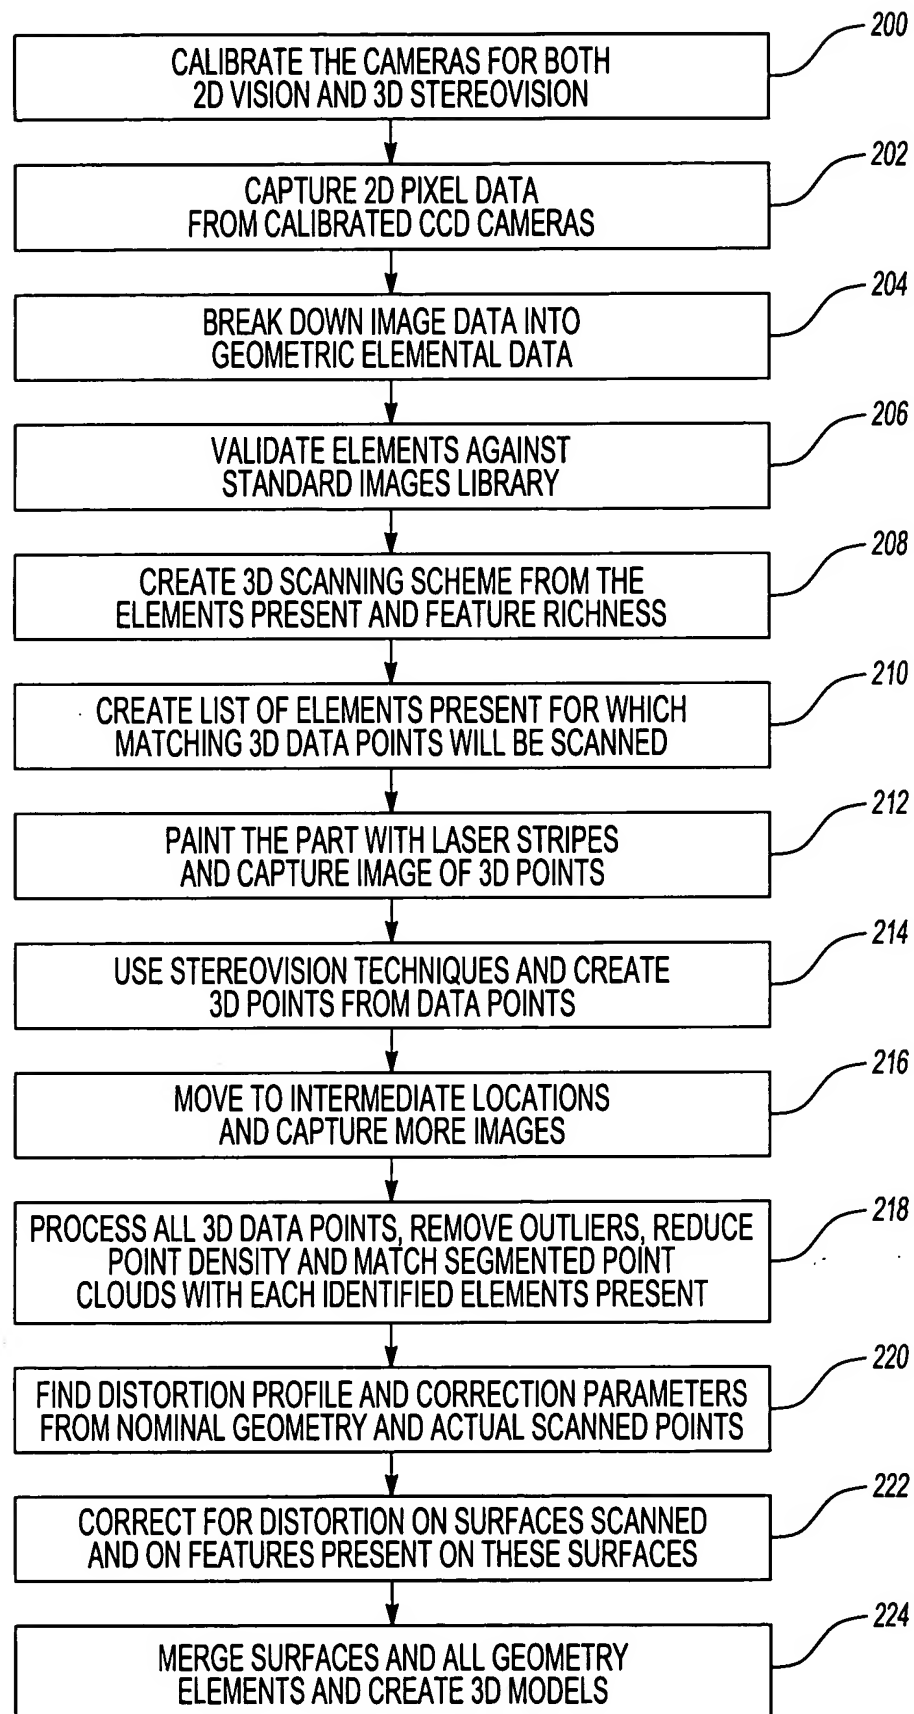 200
CALIBRATE THE CAMERAS FOR BOTH
2D VISION AND 3D STEREOVISION
202
CAPTURE 2D PIXEL DATA
FROM CALIBRATED CCD CAMERAS
204
BREAK DOWN IMAGE DATA INTO
GEOMETRIC ELEMENTAL DATA
206
VALIDATE ELEMENTS AGAINST
STANDARD IMAGES LIBRARY
208
CREATE 3D SCANNING SCHEME FROM THE
ELEMENTS PRESENT AND FEATURE RICHNESS
210
CREATE LIST OF ELEMENTS PRESENT FOR WHICH
MATCHING 3D DATA POINTS WILL BE SCANNED
212
PAINT THE PART WITH LASER STRIPES
AND CAPTURE IMAGE OF 3D POINTS
214
USE STEREOVISION TECHNIQUES AND CREATE
3D POINTS FROM DATA POINTS
216
MOVE TO INTERMEDIATE LOCATIONS
AND CAPTURE MORE IMAGES
218
PROCESS ALL 3D DATA POINTS, REMOVE OUTLIERS, REDUCE
POINT DENSITY AND MATCH SEGMENTED POINT
CLOUDS WITH EACH IDENTIFIED ELEMENTS PRESENT
220
FIND DISTORTION PROFILE AND CORRECTION PARAMETERS
FROM NOMINAL GEOMETRY AND ACTUAL SCANNED POINTS
222
CORRECT FOR DISTORTION ON SURFACES SCANNED
AND ON FEATURES PRESENT ON THESE SURFACES
224
MERGE SURFACES AND ALL GEOMETRY
ELEMENTS AND CREATE 3D MODELS